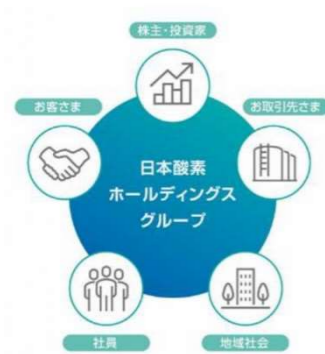 株主・投資家
お客さま
お取引先さま
日本酸素
ホールディングス
グループ
社員
地域社会